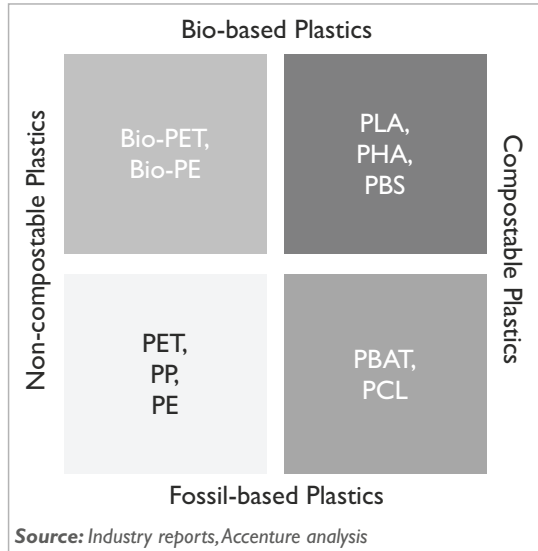 Bio-based Plastics
Non-compostable Plastics
Bio-PET,
Bio-PE
PLA,
PHA,
PBS
Compostable Plastics
PET,
PP,
PE
PBAT,
PCL
Fossil-based Plastics
Source: Industry reports, Accenture analysis